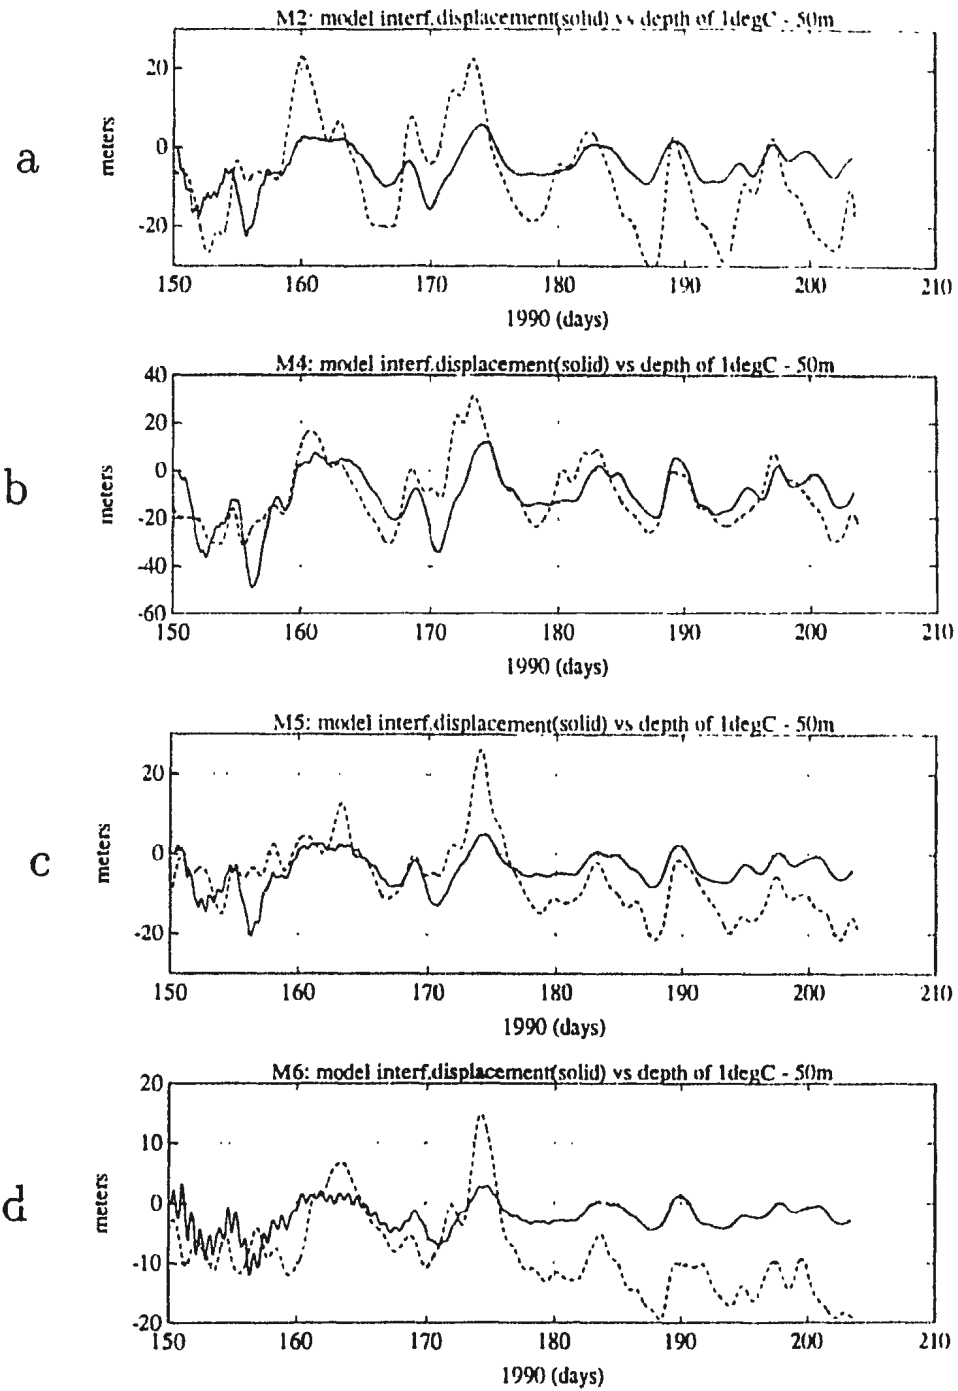 M2: model interf.displacement(solid) vs depth of 1degC - 50m
20
0
-20
meters
a
150 160 170 180 190 200 210
1990 (days)
M4: model interf.displacement(solid) vs depth of 1degC - 50m
40
20
0
-20
-40
-60
meters
b
150 160 170 180 190 200 210
1990 (days)
M5: model interf.displacement(solid) vs depth of 1degC - 50m
20
0
-20
meters
c
150 160 170 180 190 200 210
1990 (days)
M6: model interf.displacement(solid) vs depth of 1degC - 50m
20
10
0
-10
-20
meters
d
150 160 170 180 190 200 210
1990 (days)